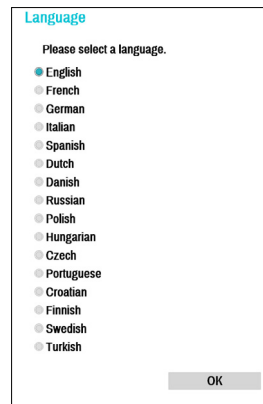 Language
Please select a language.
English
French
German
Italian
Spanish
Dutch
Danish
Russian
Polish
Hungarian
Czech
Portuguese
Croatian
Finnish
Swedish
Turkish
OK